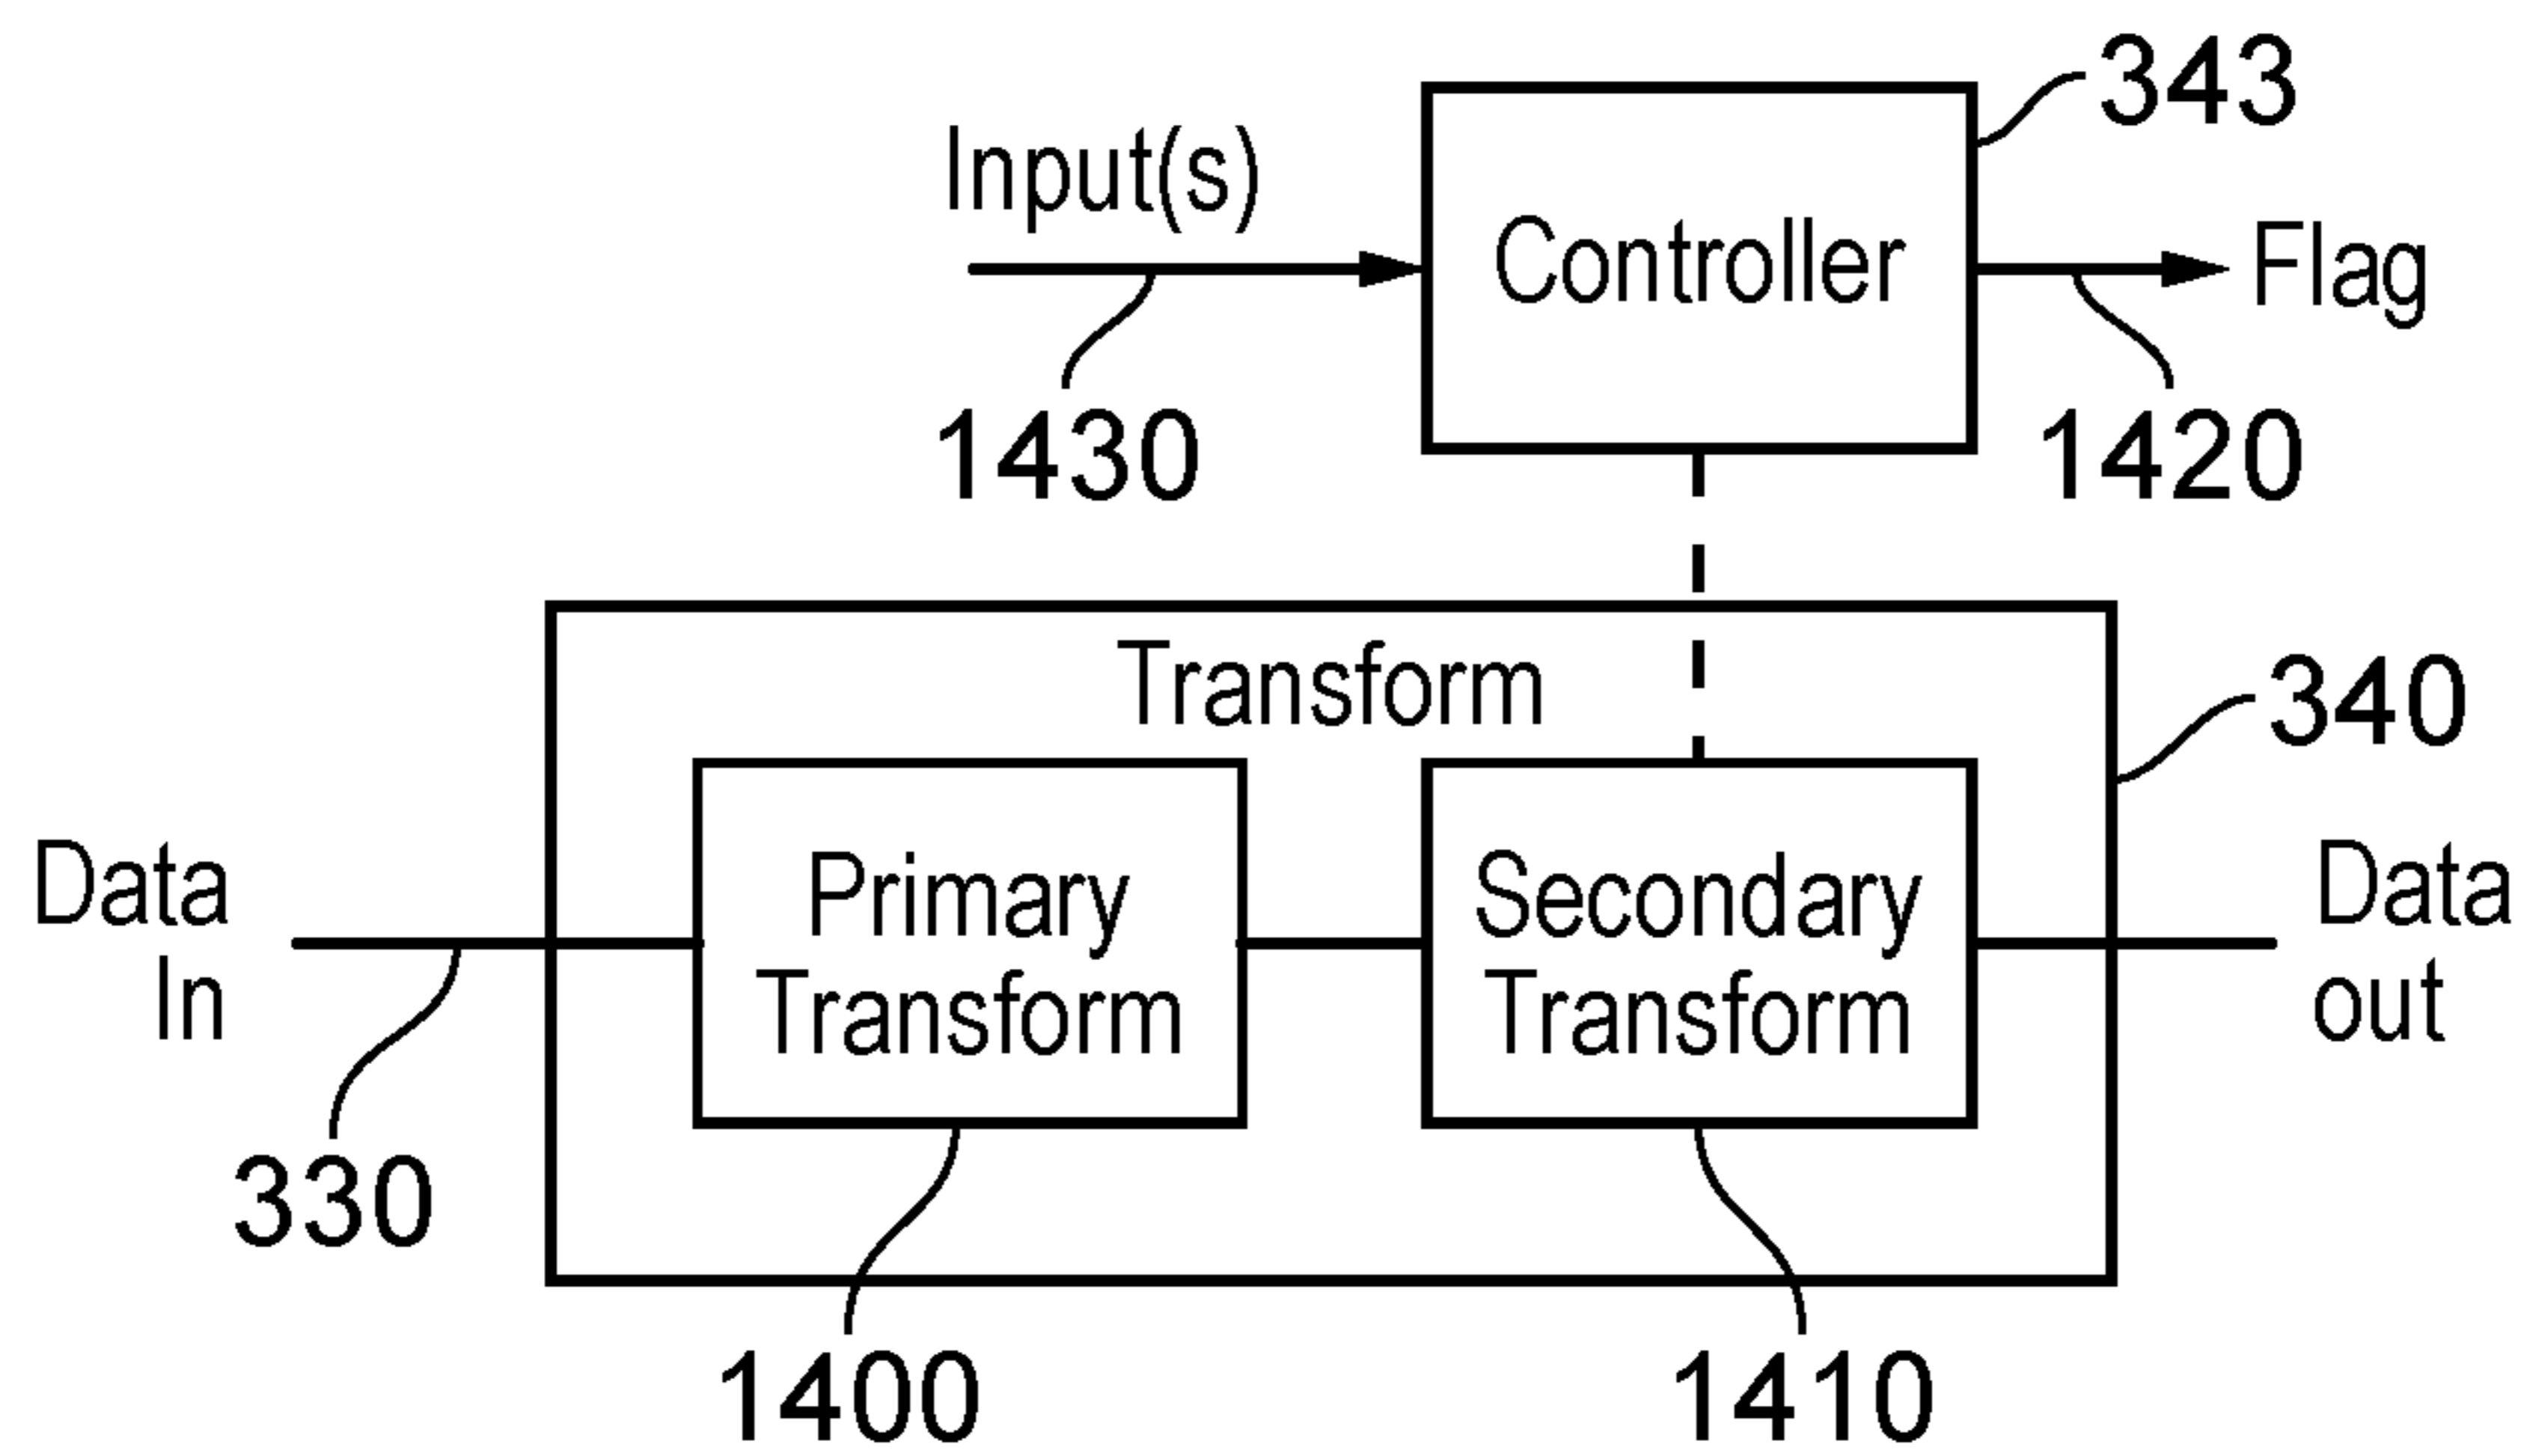 343
Input(s)
Controller
Flag
1430
1420
Transform
340
Data
In
Primary
Transform
Secondary
Transform
Data
out
330
1400
1410